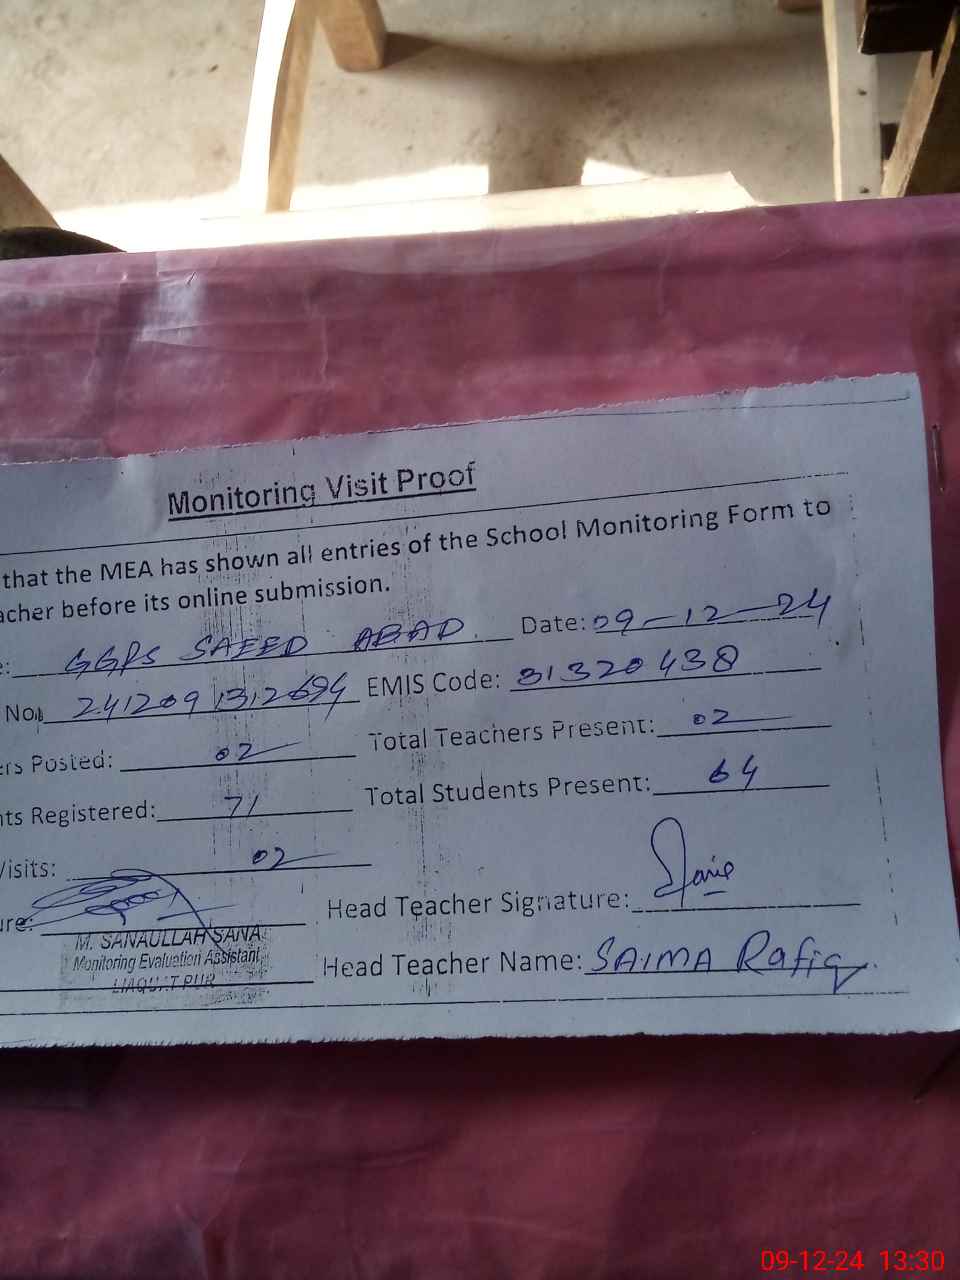 Monitoring Visit Proof
that the MEA has shown all entries of the School Monitoring Form to
acher before its online submission.
e: GGPS SAEED ABAD. Date: 09-12-24
No. 2412091312694 EMIS Code: 31320438
ers Posted: 02 Total Teachers Present: 02
nts Registered: 71 Total Students Present: 64
Visits: 02
ure: Head Teacher Signature:
M. SANAULLAH SANA
Monitoring Evaluation Assistant
LIAQUAT PUR
Head Teacher Name: SAIMA Rafiq.
09-12-24 13:30